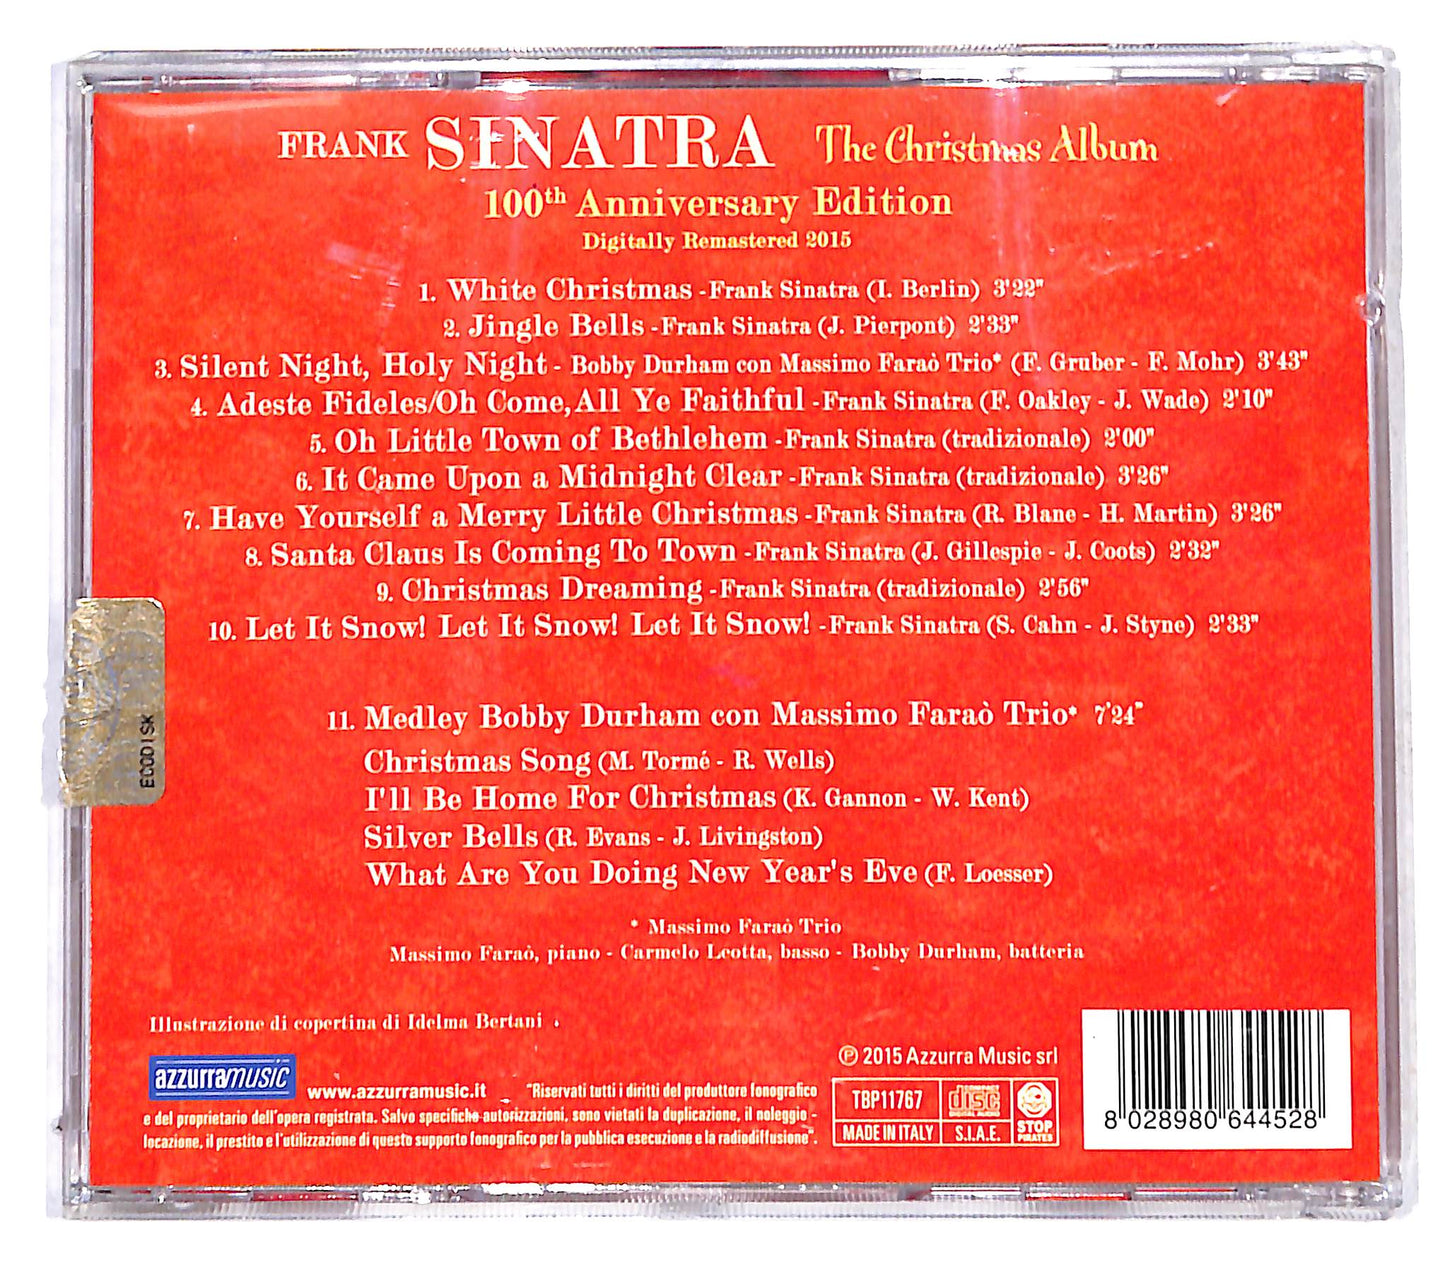 FRANK SINATRA The Christmas Album
100th Anniversary Edition
Digitally Remastered 2015
1. White Christmas -Frank Sinatra (I. Berlin) 3'22"
2. Jingle Bells -Frank Sinatra (J. Pierpont) 2'33"
3. Silent Night, Holy Night - Bobby Durham con Massimo Faraò Trio* (F. Gruber - F. Mohr) 3'43"
4. Adeste Fideles/Oh Come, All Ye Faithful -Frank Sinatra (F. Oakley - J. Wade) 2'10"
5. Oh Little Town of Bethlehem -Frank Sinatra (tradizionale) 2'00"
6. It Came Upon a Midnight Clear -Frank Sinatra (tradizionale) 3'26"
7. Have Yourself a Merry Little Christmas -Frank Sinatra (R. Blane - H. Martin) 3'26"
8. Santa Claus Is Coming To Town -Frank Sinatra (J. Gillespie - J. Coots) 2'32"
9. Christmas Dreaming -Frank Sinatra (tradizionale) 2'56"
10. Let It Snow! Let It Snow! Let It Snow! -Frank Sinatra (S. Cahn - J. Styne) 2'33"
ECODISK
11. Medley Bobby Durham con Massimo Faraò Trio* 7'24"
Christmas Song (M. Tormé - R. Wells)
I'll Be Home For Christmas (K. Gannon - W. Kent)
Silver Bells (R. Evans - J. Livingston)
What Are You Doing New Year's Eve (F. Loesser)
* Massimo Faraò Trio
Massimo Faraò, piano - Carmelo Leotta, basso - Bobby Durham, batteria
Illustrazione di copertina di Idelma Bertani .
azzurramusic www.azzurramusic.it "Riservati tutti i diritti del produttore fonografico
e del proprietario dell'opera registrata. Salvo specifiche autorizzazioni, sono vietati la duplicazione, il noleggio -
locazione, il prestito e l'utilizzazione di questo supporto fonografico per la pubblica esecuzione e la radiodiffusione".
℗ 2015 Azzurra Music srl
TBP11767
COMPACT disc DIGITAL AUDIO
MADE IN ITALY
S.I.A.E.
STOP PIRATES
8 028980 644528